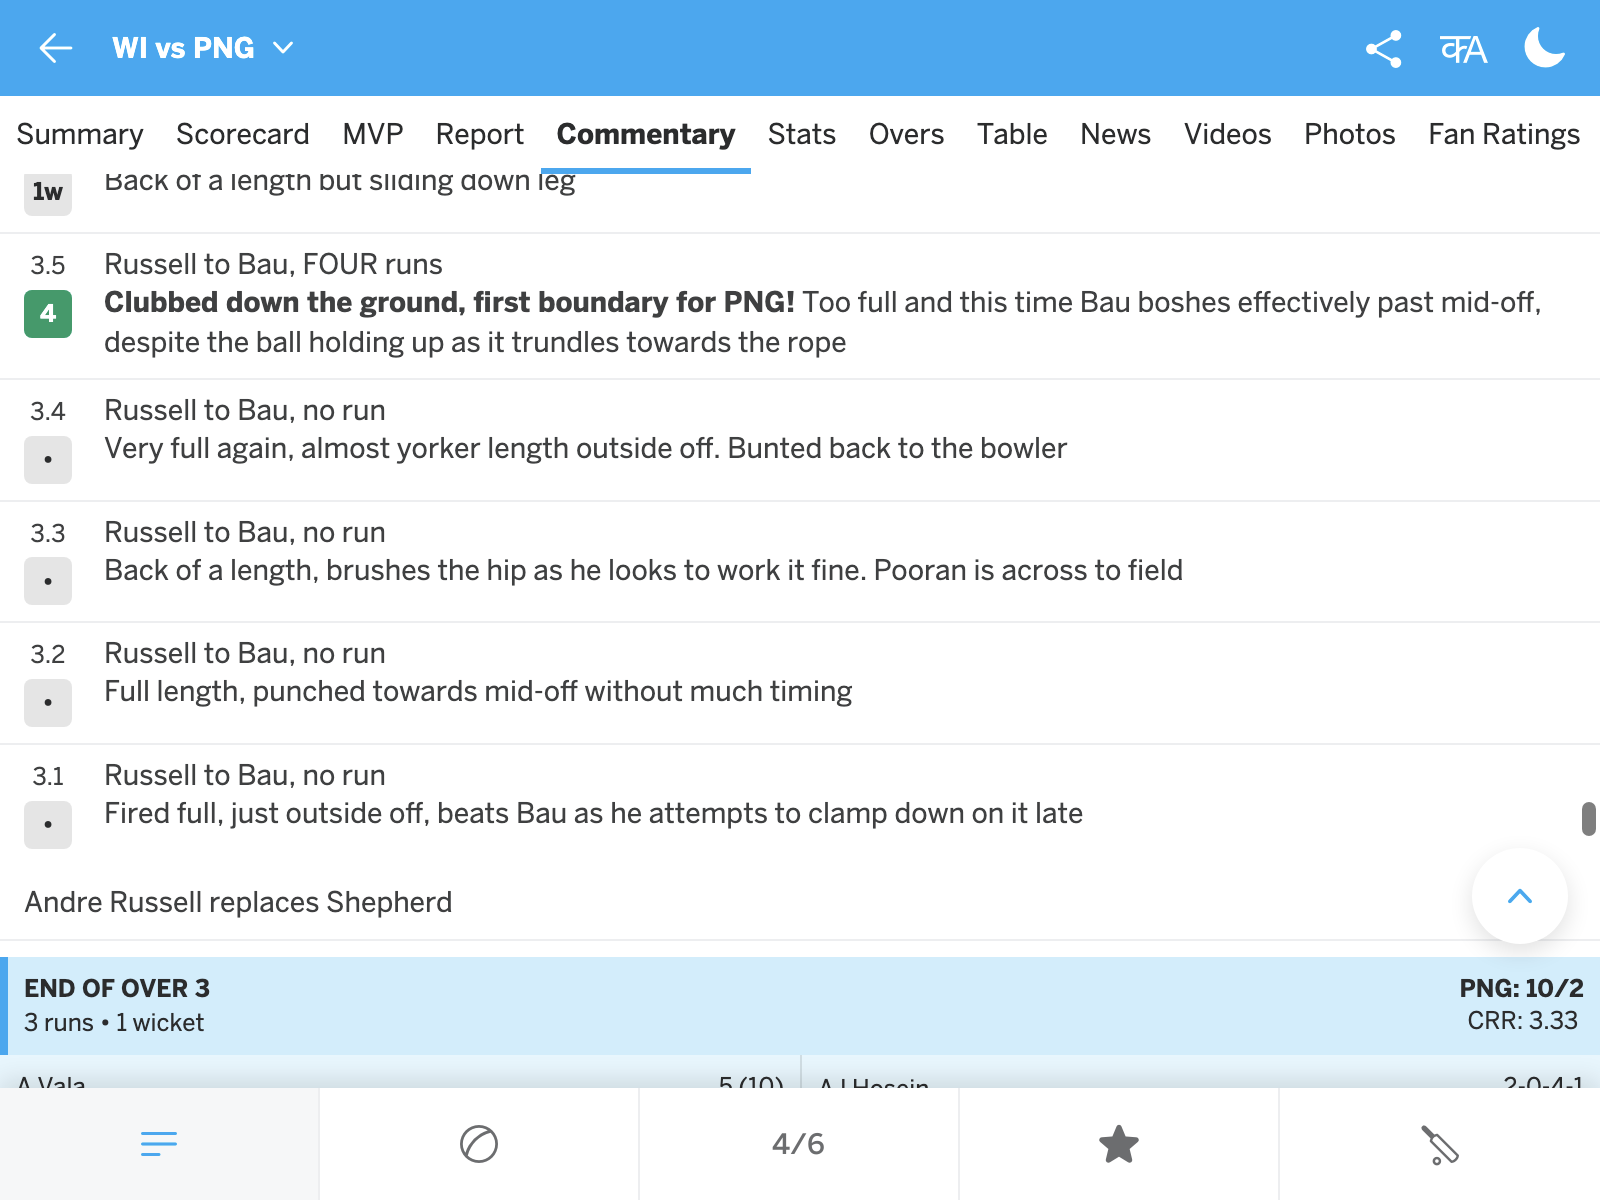 WI vs PNG
Summary Scorecard MVP Report Commentary Stats Overs Table News Videos Photos Fan Ratings
1w Back of a length but sliding down leg
3.5 Russell to Bau, FOUR runs
4 Clubbed down the ground, first boundary for PNG! Too full and this time Bau boshes effectively past mid-off,
despite the ball holding up as it trundles towards the rope
3.4 Russell to Bau, no run
• Very full again, almost yorker length outside off. Bunted back to the bowler
3.3 Russell to Bau, no run
• Back of a length, brushes the hip as he looks to work it fine. Pooran is across to field
3.2 Russell to Bau, no run
• Full length, punched towards mid-off without much timing
3.1 Russell to Bau, no run
• Fired full, just outside off, beats Bau as he attempts to clamp down on it late
Andre Russell replaces Shepherd
END OF OVER 3 PNG: 10/2
3 runs • 1 wicket CRR: 3.33
A Vala 5 (10) A J Hosein 2-0-4-1
4/6